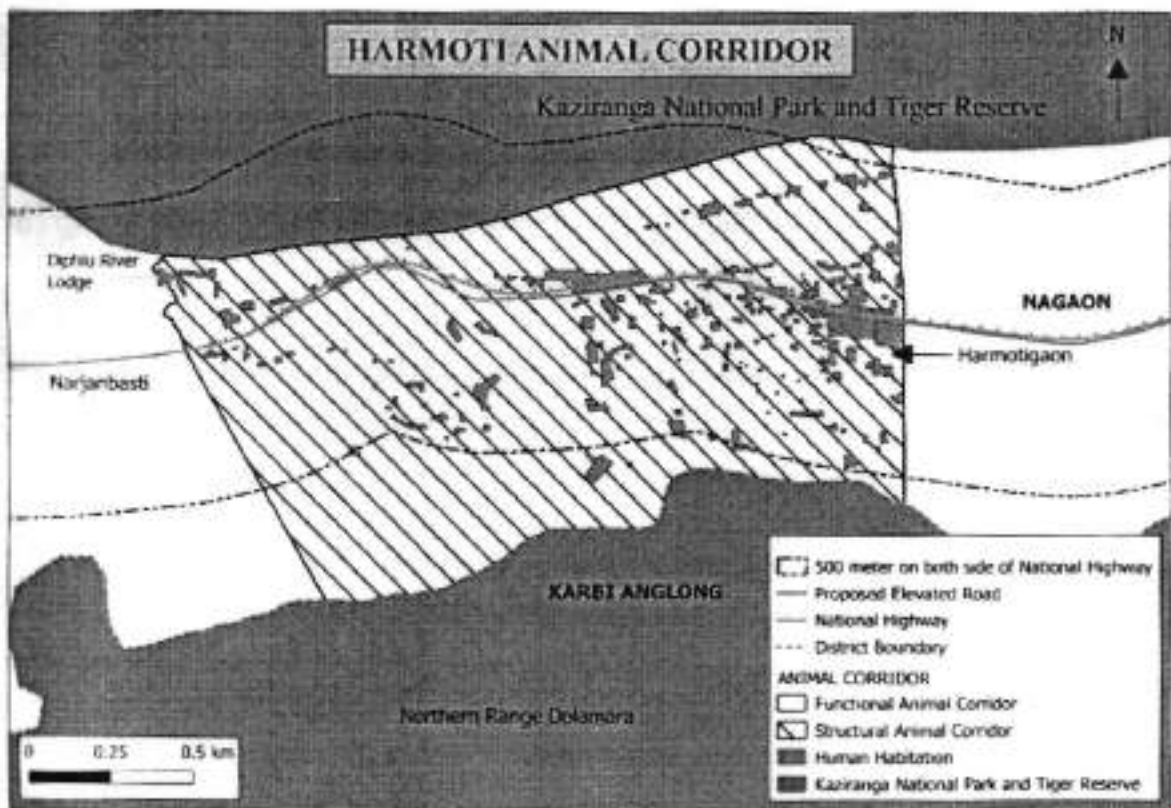 HARMOTI ANIMAL CORRIDOR
N
Kaziranga National Park and Tiger Reserve
Diphlu River
Lodge
NAGAON
Harmotigaon
Narjanbasti
KARBI ANGLONG
Northern Range Dolamara
0 0.25 0.5 km
500 meter on both side of National Highway
Proposed Elevated Road
National Highway
District Boundary
ANIMAL CORRIDOR
Functional Animal Corridor
Structural Animal Corridor
Human Habitation
Kaziranga National Park and Tiger Reserve